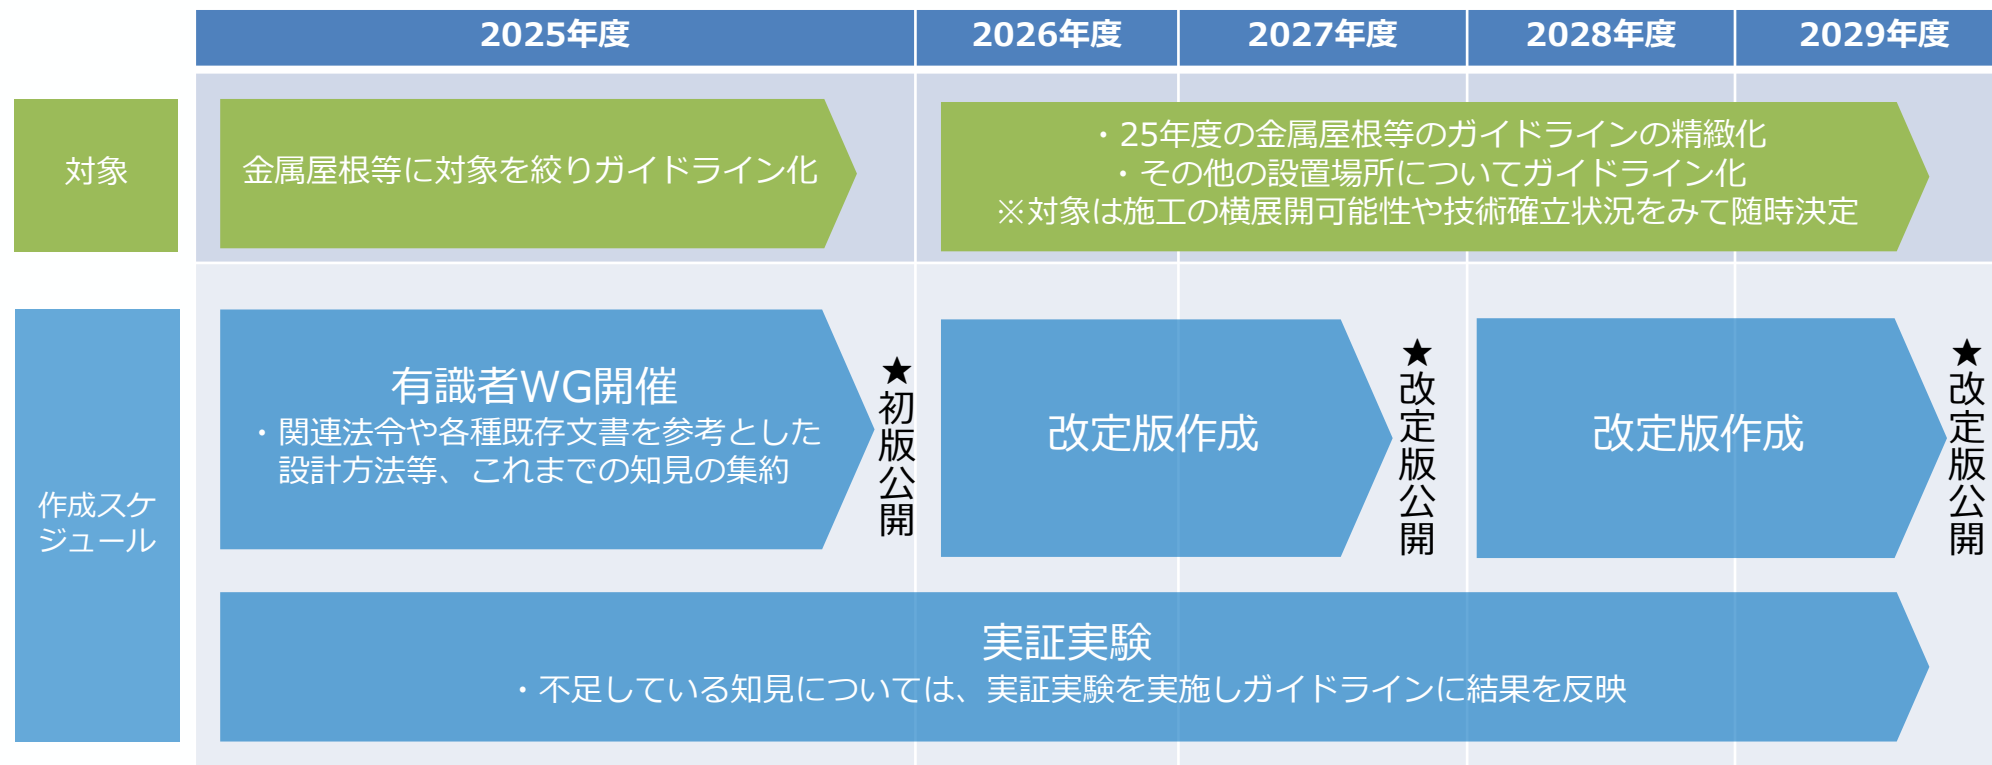 2025年度
2026年度
2027年度
2028年度
2029年度
対象
金属屋根等に対象を絞りガイドライン化
・25年度の金属屋根等のガイドラインの精緻化
・その他の設置場所についてガイドライン化
※対象は施工の横展開可能性や技術確立状況をみて随時決定
作成スケ
ジュール
有識者WG開催
・関連法令や各種既存文書を参考とした
設計方法等、これまでの知見の集約
★初版公開
改定版作成
★改定版公開
改定版作成
★改定版公開
実証実験
・不足している知見については、実証実験を実施しガイドラインに結果を反映